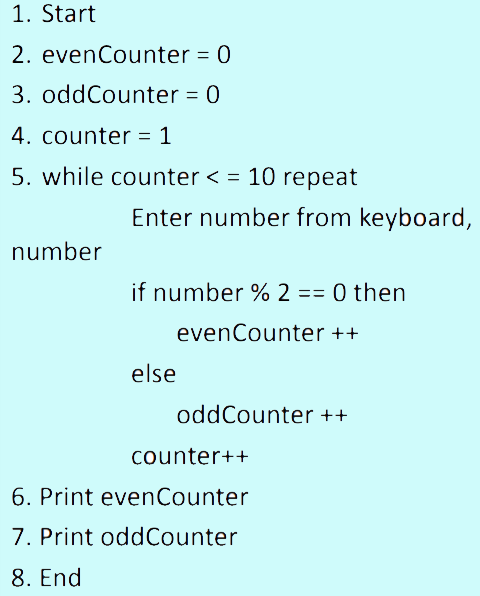 1. Start
2. evenCounter = 0
3. oddCounter = 0
4. counter = 1
5. while counter < = 10 repeat
Enter number from keyboard,
number
if number % 2 == 0 then
evenCounter ++
else
oddCounter ++
counter++
6. Print evenCounter
7. Print oddCounter
8. End